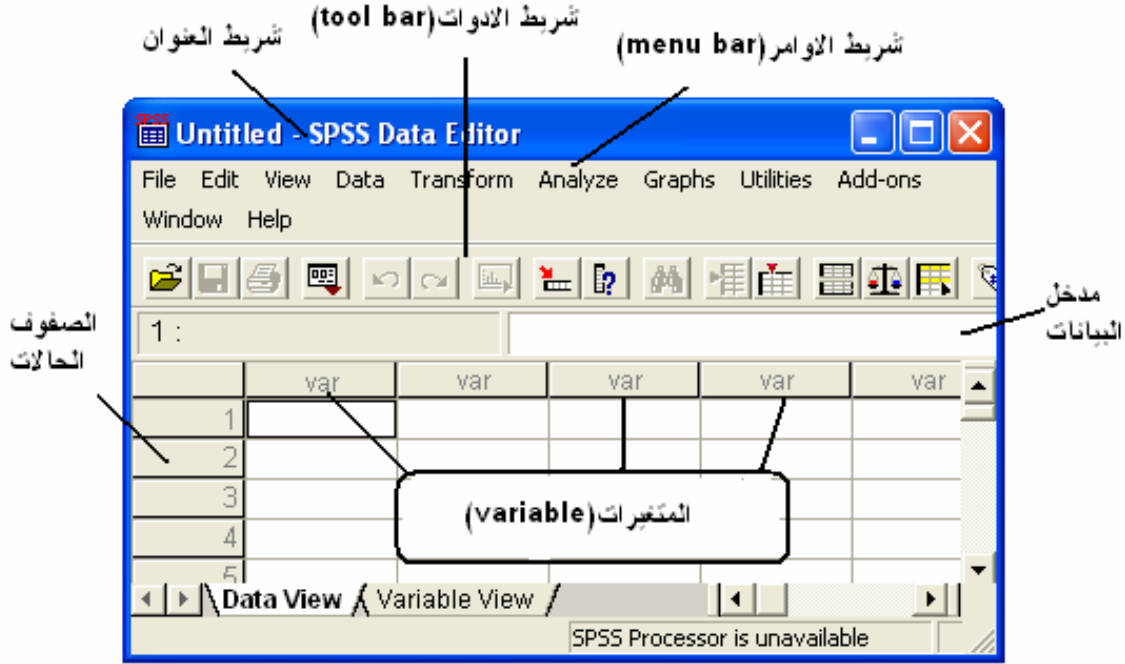 شريط الادوات(tool bar)
شريط العنوان
شريط الاوامر(menu bar)
SPSS
Untitled - SPSS Data Editor
File Edit View Data Transform Analyze Graphs Utilities Add-ons
Window Help
مدخل
البيانات
الصفوف
الحالات
1 :
var var var var var
1
2
3
المتغيرات(variable)
4
5
Data View Variable View
SPSS Processor is unavailable